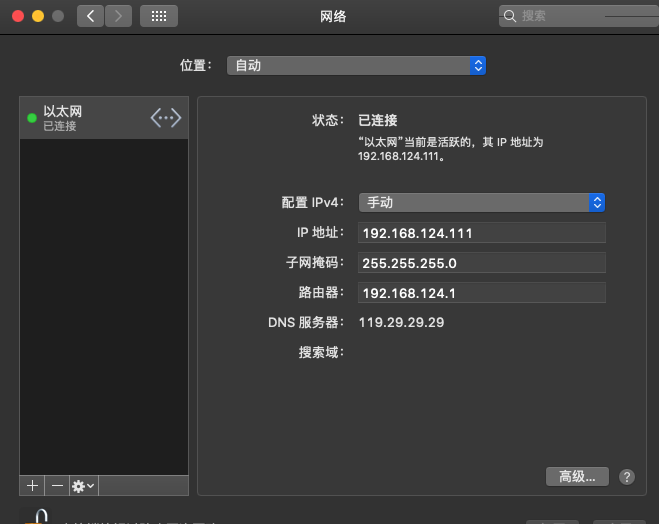 网络
搜索
位置： 自动
以太网
已连接
状态： 已连接
“以太网”当前是活跃的，其 IP 地址为
192.168.124.111。
配置 IPv4： 手动
IP 地址： 192.168.124.111
子网掩码： 255.255.255.0
路由器： 192.168.124.1
DNS 服务器： 119.29.29.29
搜索域：
高级...
?